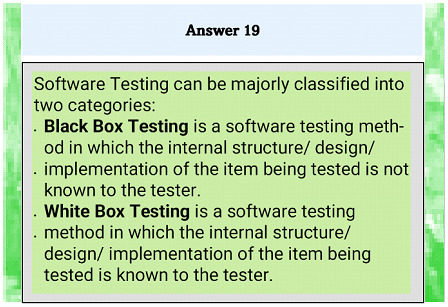 Answer 19
Software Testing can be majorly classified into
two categories:
. Black Box Testing is a software testing meth-
od in which the internal structure/ design/
. implementation of the item being tested is not
known to the tester.
. White Box Testing is a software testing
. method in which the internal structure/
design/ implementation of the item being
tested is known to the tester.